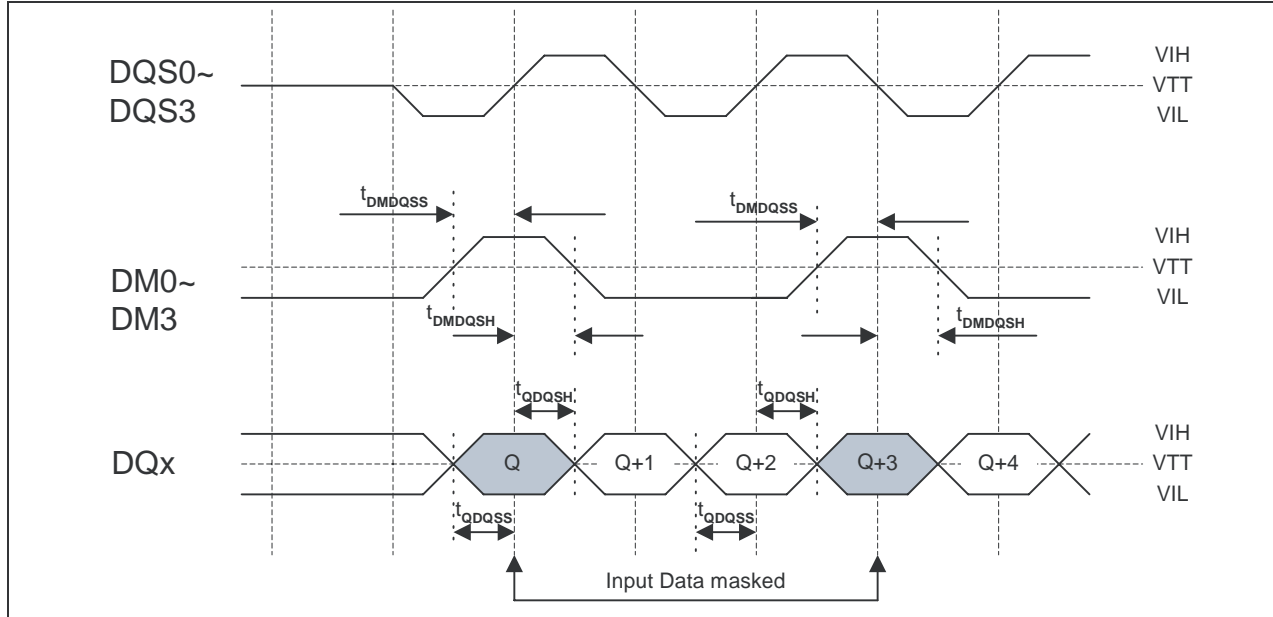 DQS0~
DQS3
VIH
VTT
VIL
tDMDQSS
tDMDQSS
DM0~
DM3
VIH
VTT
VIL
tDMDQSH
tDMDQSH
tQDQSH
tQDQSH
DQx
Q
Q+1
Q+2
Q+3
Q+4
VIH
VTT
VIL
tQDQSS
tQDQSS
Input Data masked